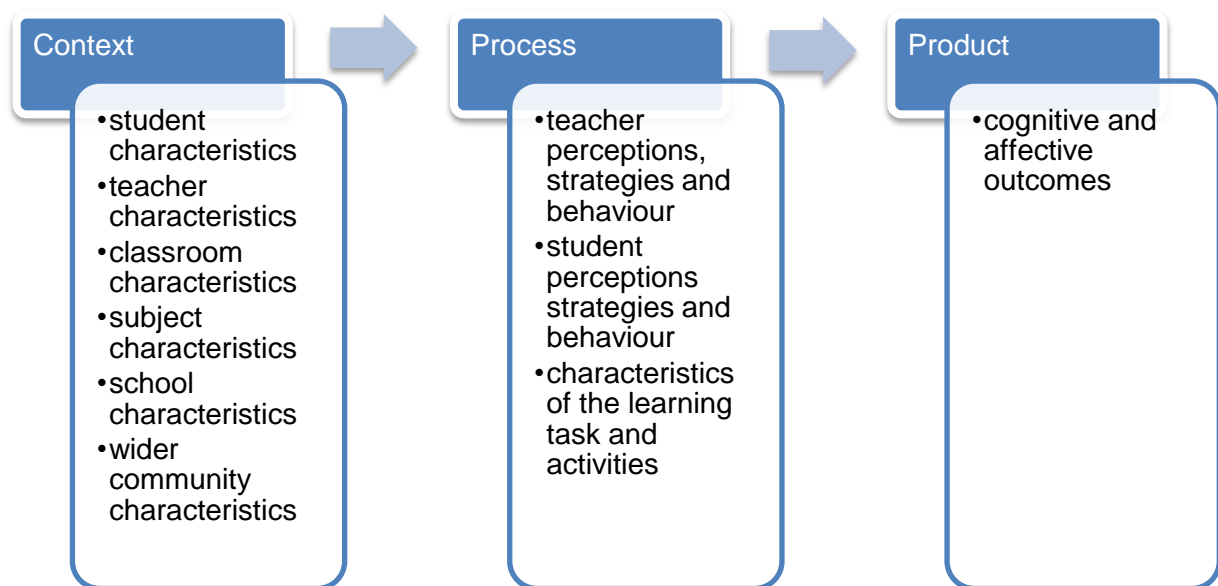 Context
•student
characteristics
•teacher
characteristics
•classroom
characteristics
•subject
characteristics
•school
characteristics
•wider
community
characteristics
Process
•teacher
perceptions,
strategies and
behaviour
•student
perceptions
strategies and
behaviour
•characteristics
of the learning
task and
activities
Product
•cognitive and
affective
outcomes